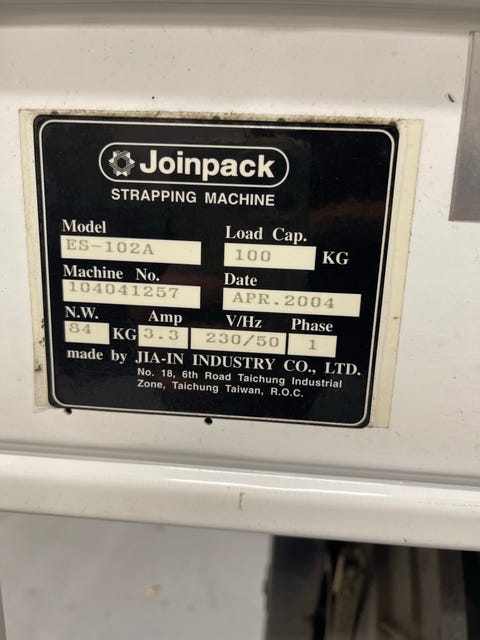 Joinpack
STRAPPING MACHINE
Model Load Cap.
ES-102A 100 KG
Machine No. Date
104041257 APR.2004
N.W. Amp V/Hz Phase
84 KG 3.3 230/50 1
made by JIA-IN INDUSTRY CO., LTD.
No. 18, 6th Road Taichung Industrial
Zone, Taichung Taiwan, R.O.C.